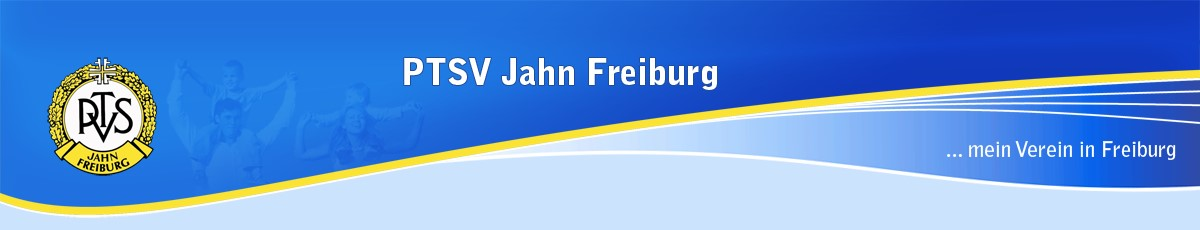 PTSV Jahn Freiburg
PTSV
JAHN
FREIBURG
... mein Verein in Freiburg